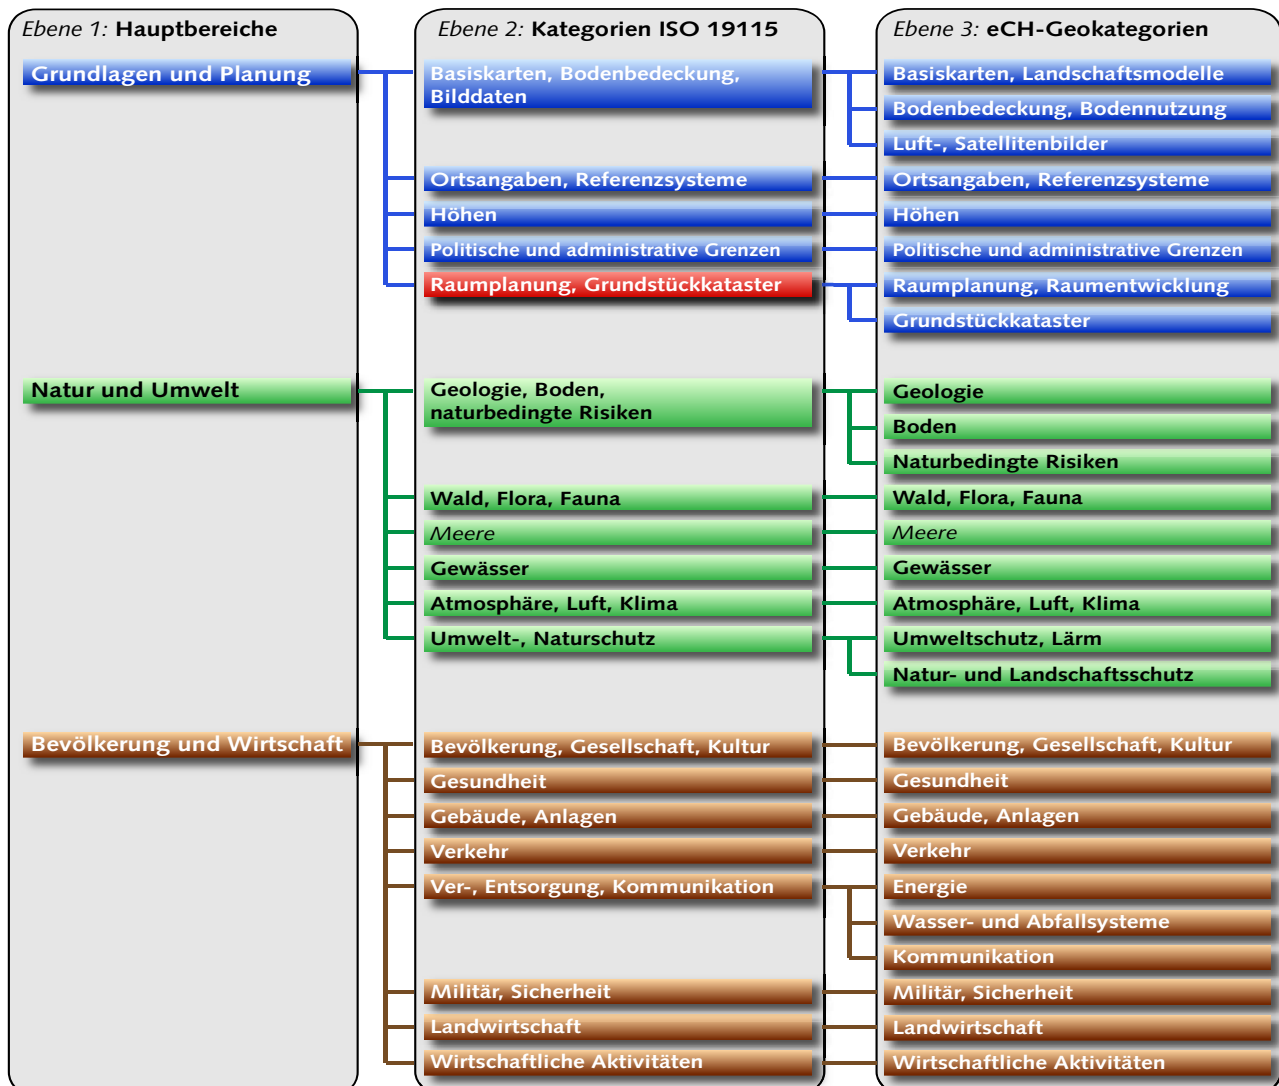 Ebene 1: Hauptbereiche
Grundlagen und Planung
Natur und Umwelt
Bevölkerung und Wirtschaft
Ebene 2: Kategorien ISO 19115
Basiskarten, Bodenbedeckung,
Bilddaten
Ortsangaben, Referenzsysteme
Höhen
Politische und administrative Grenzen
Raumplanung, Grundstückkataster
Geologie, Boden,
naturbedingte Risiken
Wald, Flora, Fauna
Meere
Gewässer
Atmosphäre, Luft, Klima
Umwelt-, Naturschutz
Bevölkerung, Gesellschaft, Kultur
Gesundheit
Gebäude, Anlagen
Verkehr
Ver-, Entsorgung, Kommunikation
Militär, Sicherheit
Landwirtschaft
Wirtschaftliche Aktivitäten
Ebene 3: eCH-Geokategorien
Basiskarten, Landschaftsmodelle
Bodenbedeckung, Bodennutzung
Luft-, Satellitenbilder
Ortsangaben, Referenzsysteme
Höhen
Politische und administrative Grenzen
Raumplanung, Raumentwicklung
Grundstückkataster
Geologie
Boden
Naturbedingte Risiken
Wald, Flora, Fauna
Meere
Gewässer
Atmosphäre, Luft, Klima
Umweltschutz, Lärm
Natur- und Landschaftsschutz
Bevölkerung, Gesellschaft, Kultur
Gesundheit
Gebäude, Anlagen
Verkehr
Energie
Wasser- und Abfallsysteme
Kommunikation
Militär, Sicherheit
Landwirtschaft
Wirtschaftliche Aktivitäten